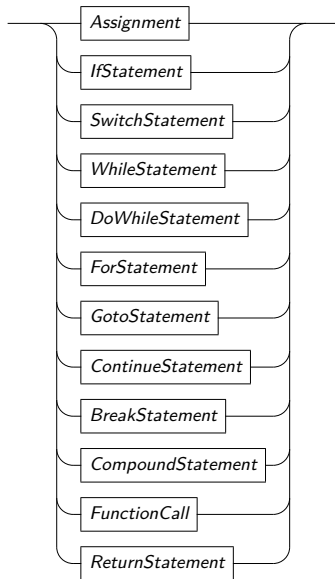 Assignment
IfStatement
SwitchStatement
WhileStatement
DoWhileStatement
ForStatement
GotoStatement
ContinueStatement
BreakStatement
CompoundStatement
FunctionCall
ReturnStatement